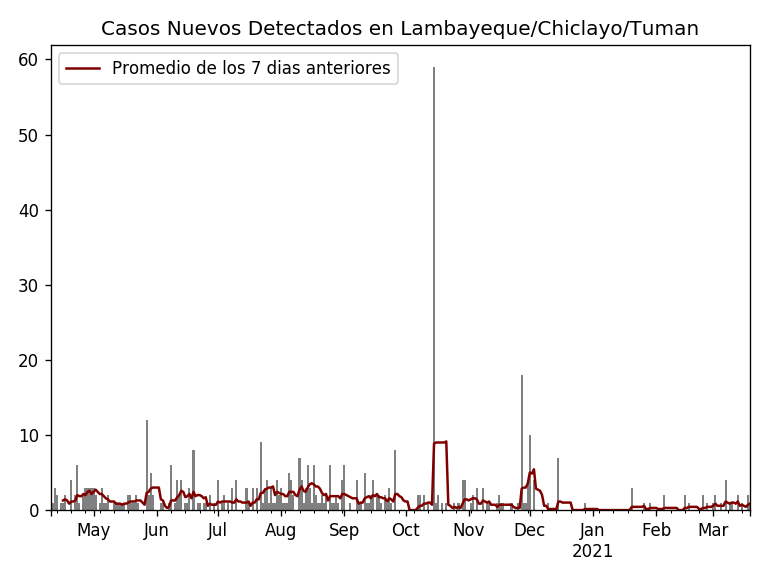 Casos Nuevos Detectados en Lambayeque/Chiclayo/Tuman
Promedio de los 7 dias anteriores
60
50
40
30
20
10
0
May Jun Jul Aug Sep Oct Nov Dec Jan Feb Mar
2021